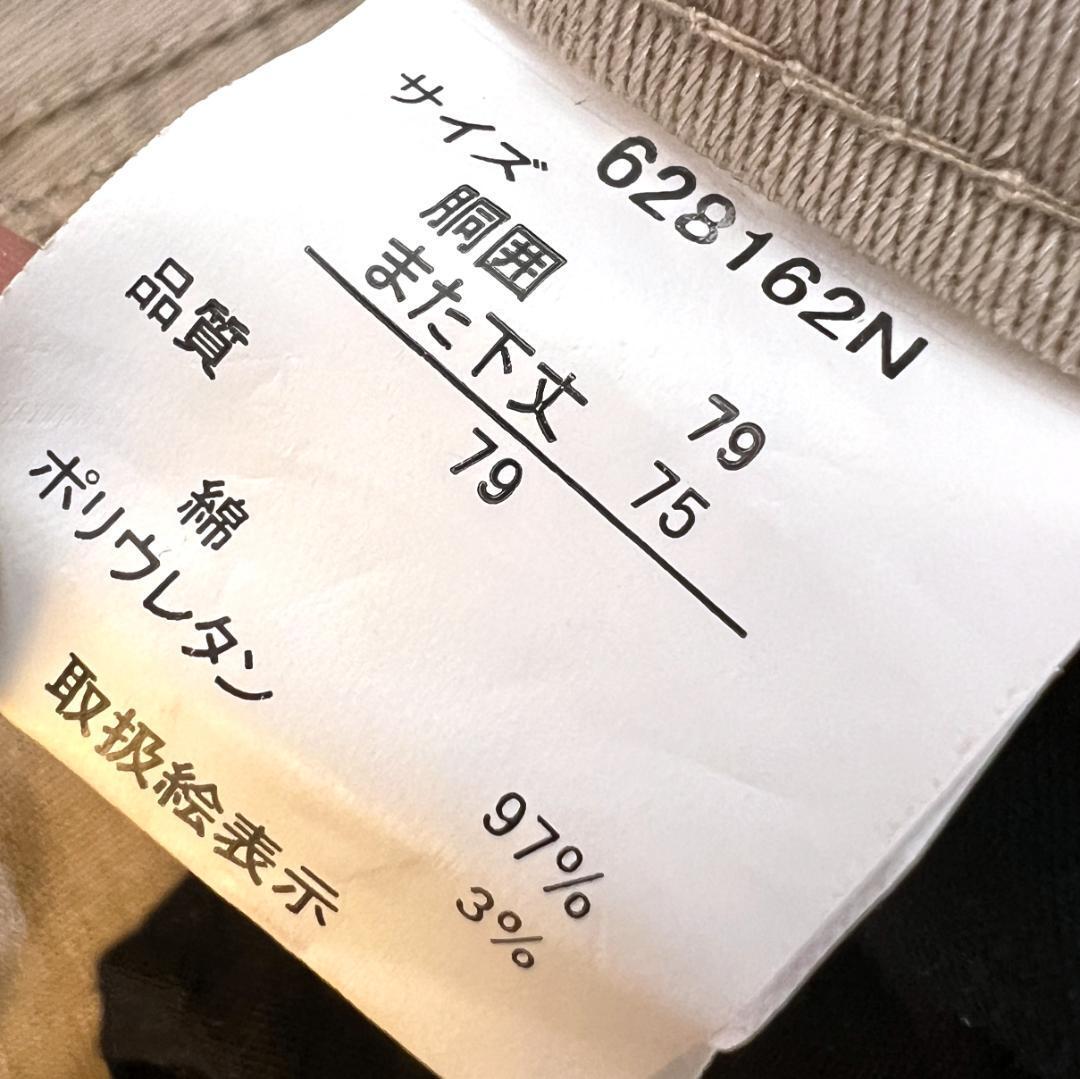 628162N
サイズ
胴囲 79
また下丈 75
79
品質
綿 97%
ポリウレタン 3%
取扱絵表示